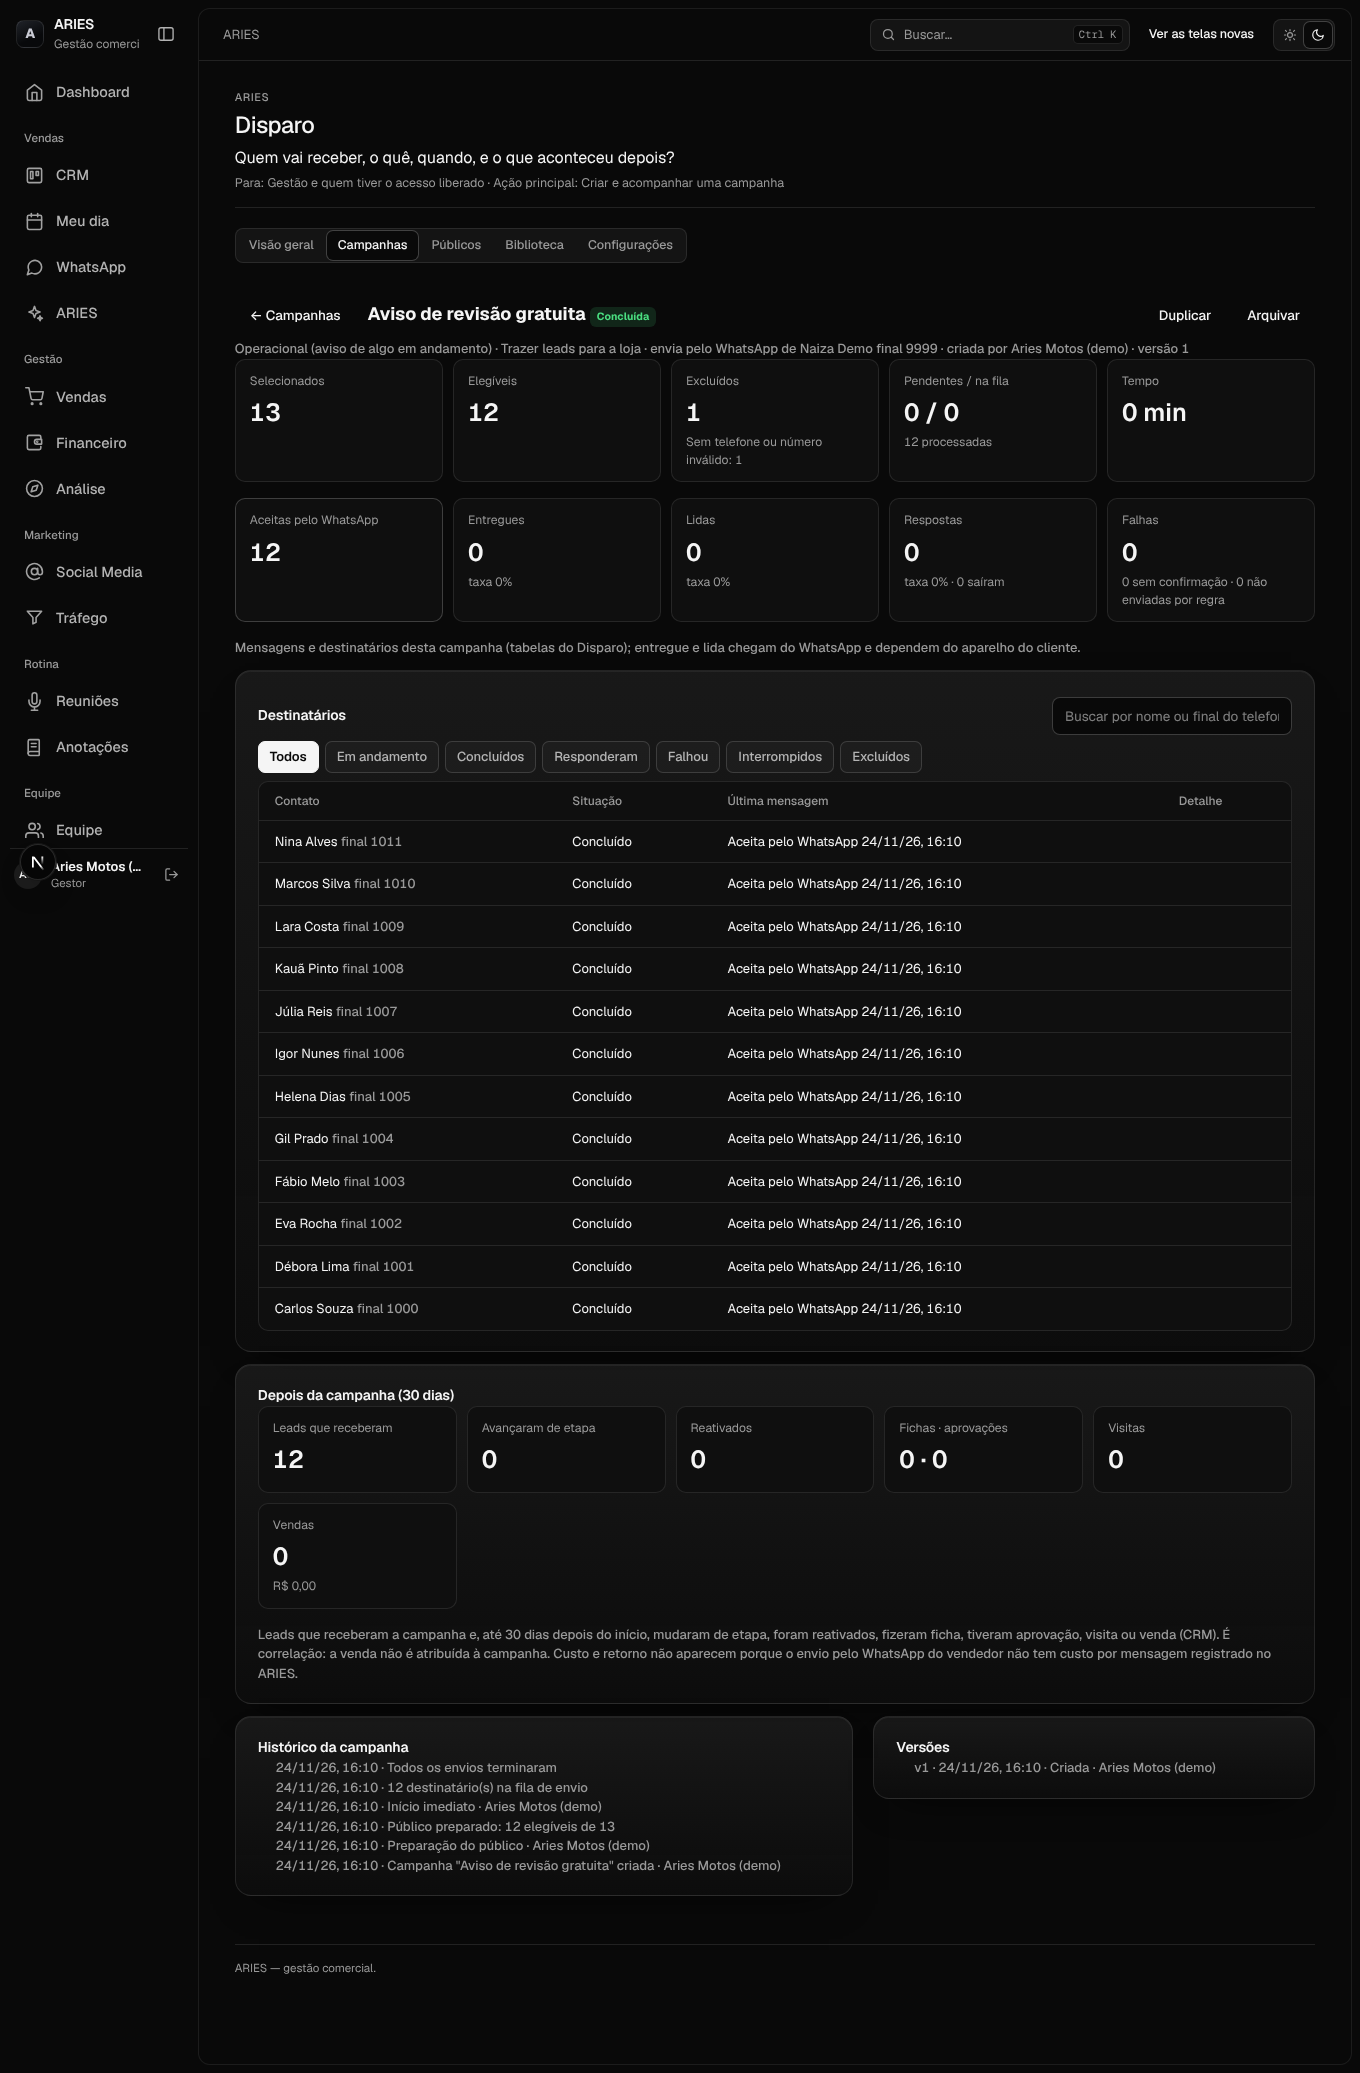 ARIES
Gestão comerci
Dashboard
Vendas
CRM
Meu dia
WhatsApp
ARIES
Gestão
Vendas
Financeiro
Análise
Marketing
Social Media
Tráfego
Rotina
Reuniões
Anotações
Equipe
Equipe
Aries Motos (...
Gestor
ARIES
Buscar...
Ctrl K
Ver as telas novas
ARIES
Disparo
Quem vai receber, o quê, quando, e o que aconteceu depois?
Para: Gestão e quem tiver o acesso liberado · Ação principal: Criar e acompanhar uma campanha
Visão geral Campanhas Públicos Biblioteca Configurações
← Campanhas Aviso de revisão gratuita Concluída Duplicar Arquivar
Operacional (aviso de algo em andamento) · Trazer leads para a loja · envia pelo WhatsApp de Naiza Demo final 9999 · criada por Aries Motos (demo) · versão 1
Selecionados
13
Elegíveis
12
Excluídos
1
Sem telefone ou número
inválido: 1
Pendentes / na fila
0 / 0
12 processadas
Tempo
0 min
Aceitas pelo WhatsApp
12
Entregues
0
taxa 0%
Lidas
0
taxa 0%
Respostas
0
taxa 0% · 0 saíram
Falhas
0
0 sem confirmação · 0 não
enviadas por regra
Mensagens e destinatários desta campanha (tabelas do Disparo); entregue e lida chegam do WhatsApp e dependem do aparelho do cliente.
Destinatários
Buscar por nome ou final do telefo
Todos Em andamento Concluídos Responderam Falhou Interrompidos Excluídos
Contato Situação Última mensagem Detalhe
Nina Alves final 1011 Concluído Aceita pelo WhatsApp 24/11/26, 16:10
Marcos Silva final 1010 Concluído Aceita pelo WhatsApp 24/11/26, 16:10
Lara Costa final 1009 Concluído Aceita pelo WhatsApp 24/11/26, 16:10
Kauã Pinto final 1008 Concluído Aceita pelo WhatsApp 24/11/26, 16:10
Júlia Reis final 1007 Concluído Aceita pelo WhatsApp 24/11/26, 16:10
Igor Nunes final 1006 Concluído Aceita pelo WhatsApp 24/11/26, 16:10
Helena Dias final 1005 Concluído Aceita pelo WhatsApp 24/11/26, 16:10
Gil Prado final 1004 Concluído Aceita pelo WhatsApp 24/11/26, 16:10
Fábio Melo final 1003 Concluído Aceita pelo WhatsApp 24/11/26, 16:10
Eva Rocha final 1002 Concluído Aceita pelo WhatsApp 24/11/26, 16:10
Débora Lima final 1001 Concluído Aceita pelo WhatsApp 24/11/26, 16:10
Carlos Souza final 1000 Concluído Aceita pelo WhatsApp 24/11/26, 16:10
Depois da campanha (30 dias)
Leads que receberam
12
Avançaram de etapa
0
Reativados
0
Fichas · aprovações
0 · 0
Visitas
0
Vendas
0
R$ 0,00
Leads que receberam a campanha e, até 30 dias depois do início, mudaram de etapa, foram reativados, fizeram ficha, tiveram aprovação, visita ou venda (CRM). É
correlação: a venda não é atribuída à campanha. Custo e retorno não aparecem porque o envio pelo WhatsApp do vendedor não tem custo por mensagem registrado no
ARIES.
Histórico da campanha
24/11/26, 16:10 · Todos os envios terminaram
24/11/26, 16:10 · 12 destinatário(s) na fila de envio
24/11/26, 16:10 · Início imediato · Aries Motos (demo)
24/11/26, 16:10 · Público preparado: 12 elegíveis de 13
24/11/26, 16:10 · Preparação do público · Aries Motos (demo)
24/11/26, 16:10 · Campanha "Aviso de revisão gratuita" criada · Aries Motos (demo)
Versões
v1 · 24/11/26, 16:10 · Criada · Aries Motos (demo)
ARIES — gestão comercial.